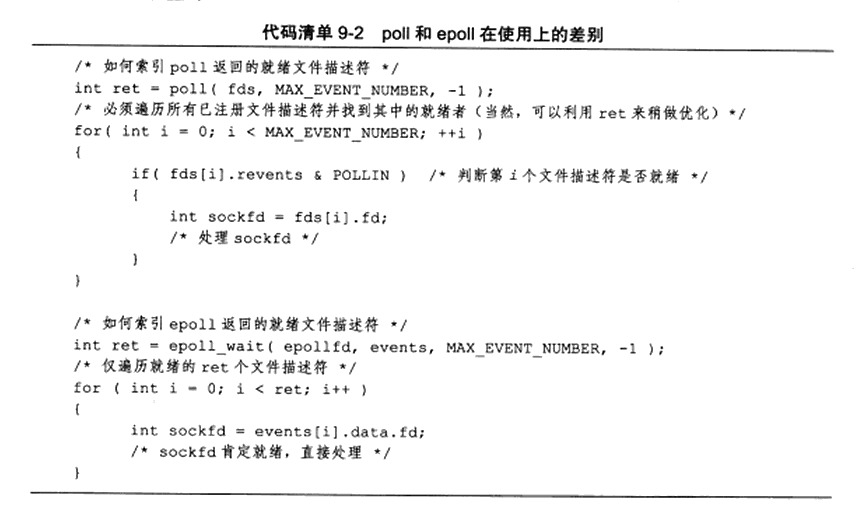 代码清单 9-2 poll 和 epoll 在使用上的差别
/* 如何索引 poll 返回的就绪文件描述符 */
int ret = poll( fds, MAX_EVENT_NUMBER, -1 );
/* 必须遍历所有已注册文件描述符并找到其中的就绪者（当然，可以利用 ret 来稍做优化）*/
for( int i = 0; i < MAX_EVENT_NUMBER; ++i )
{
if( fds[i].revents & POLLIN ) /* 判断第 i 个文件描述符是否就绪 */
{
int sockfd = fds[i].fd;
/* 处理 sockfd */
}
}
/* 如何索引 epoll 返回的就绪文件描述符 */
int ret = epoll_wait( epollfd, events, MAX_EVENT_NUMBER, -1 );
/* 仅遍历就绪的 ret 个文件描述符 */
for ( int i = 0; i < ret; i++ )
{
int sockfd = events[i].data.fd;
/* sockfd 肯定就绪，直接处理 */
}